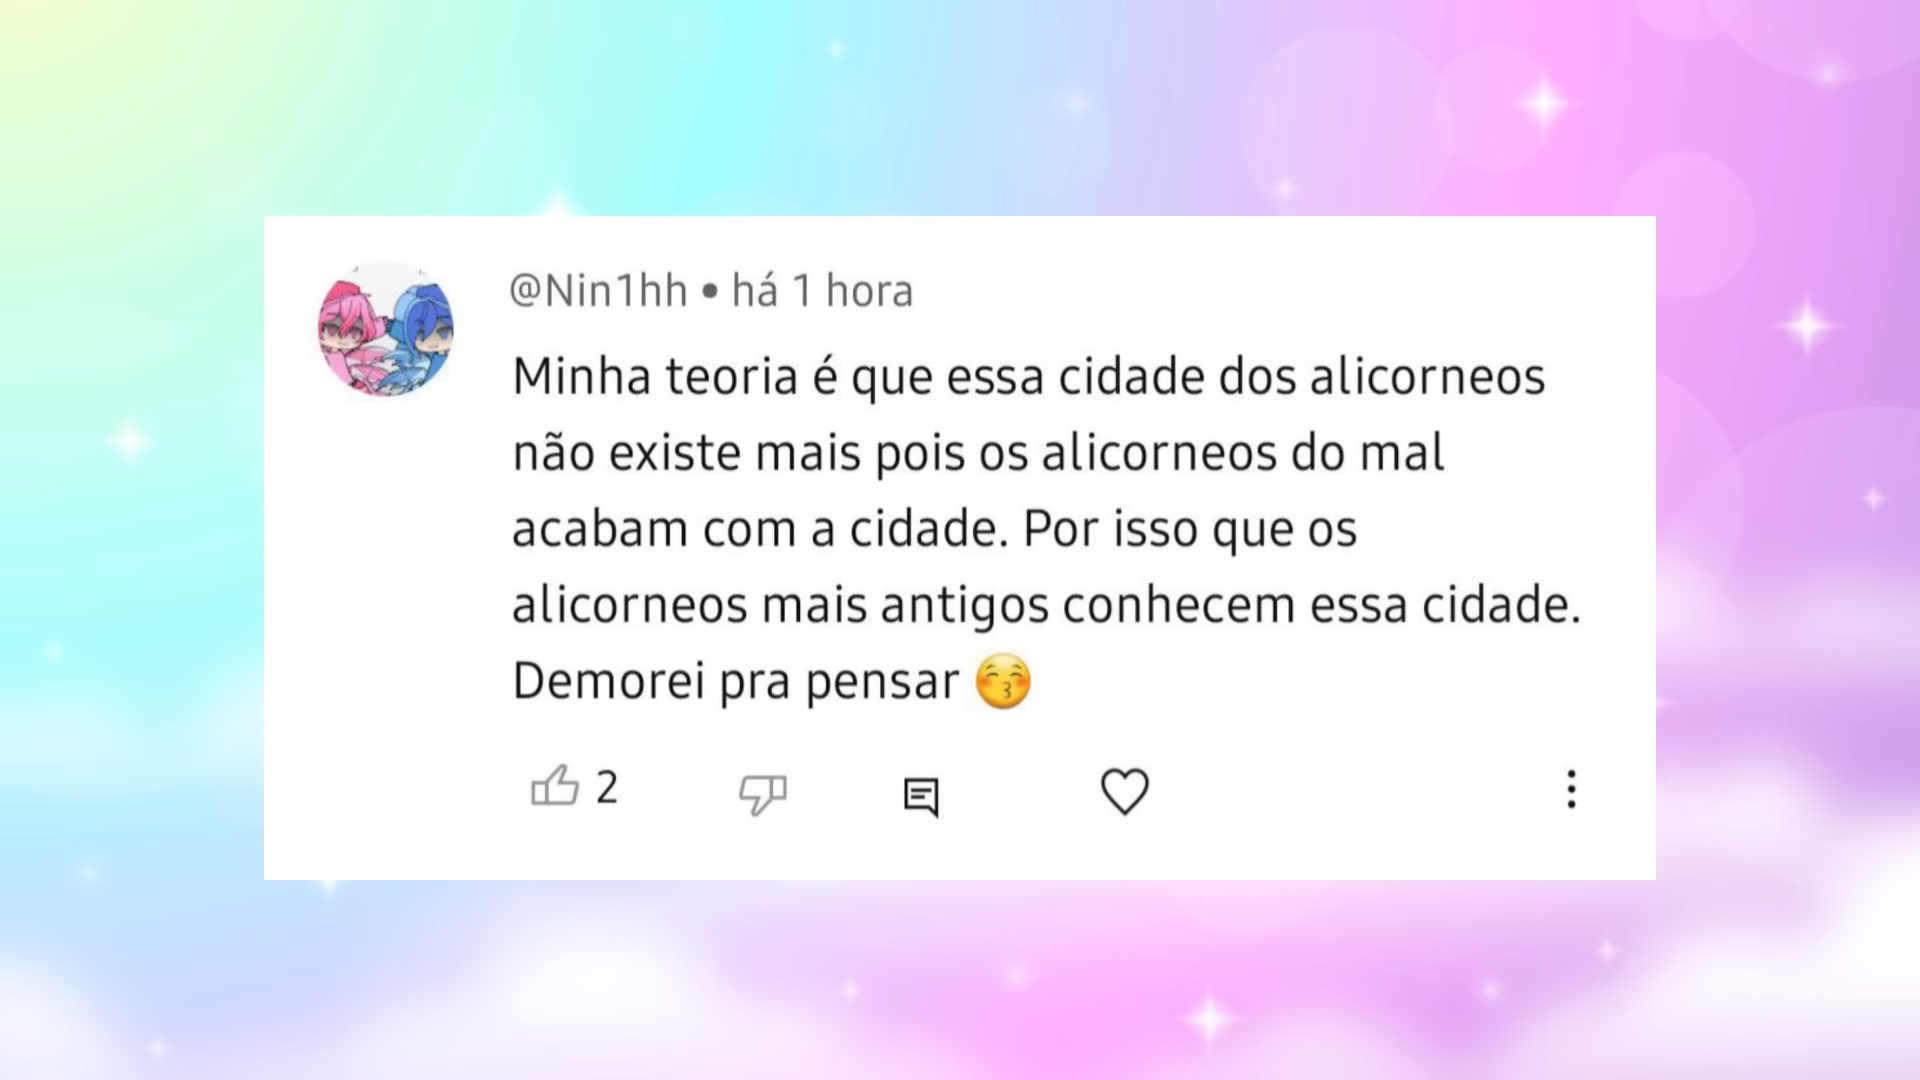 @Nin1hh • há 1 hora
Minha teoria é que essa cidade dos alicorneos
não existe mais pois os alicorneos do mal
acabam com a cidade. Por isso que os
alicorneos mais antigos conhecem essa cidade.
Demorei pra pensar 😚
2